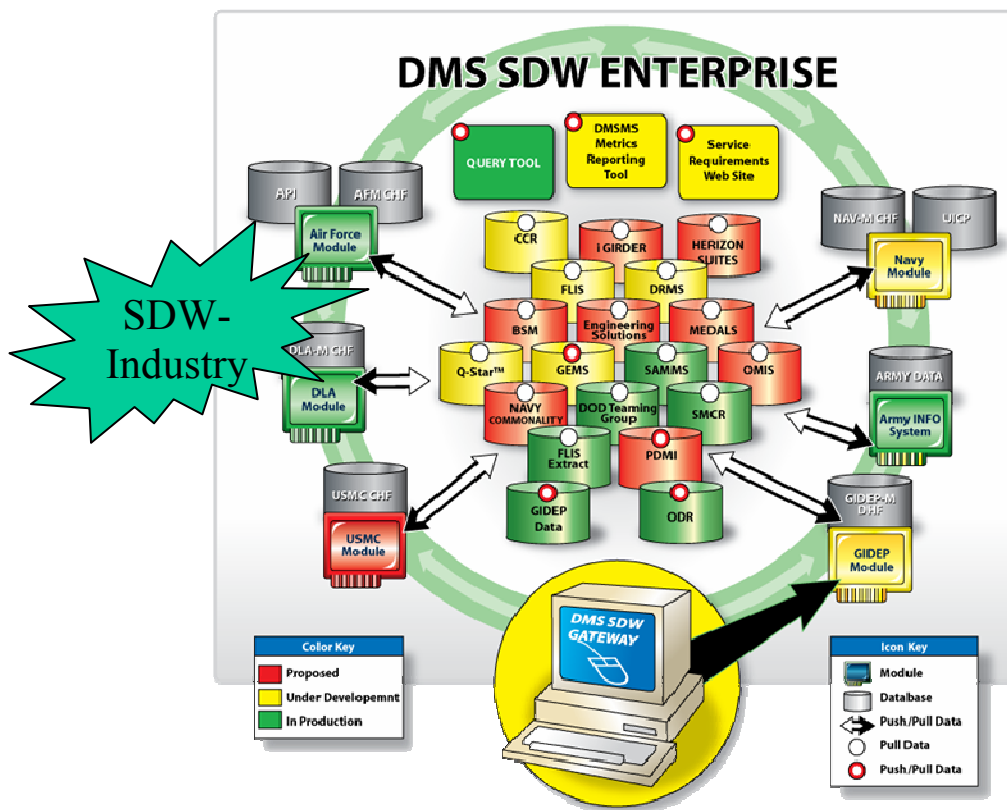 DMS SDW ENTERPRISE
QUERY TOOL
DMSMS
Metrics
Reporting
Tool
Service
Requirements
Web Site
API
AFM CHF
Air Force
Module
NAV-M CHF
UICP
Navy
Module
CCR
i GIRDER
HERIZON
SUITES
FLIS
DRMS
BSM
Engineering
Solutions
MEDALS
SDW-
Industry
DLA-M CHF
DLA
Module
Q-Star™
GEMS
SAMMS
OMIS
ARMY DATA
Army INFO
System
NAVY
COMMONALITY
DOD Teaming
Group
SMCR
FLIS
Extract
PDMI
USMC CHF
USMC
Module
GIDEP
Data
ODR
GIDEP-M
DHF
GIDEP
Module
DMS SDW
GATEWAY
Color Key
Proposed
Under Developemnt
In Production
Icon Key
Module
Database
Push/Pull Data
Pull Data
Push/Pull Data